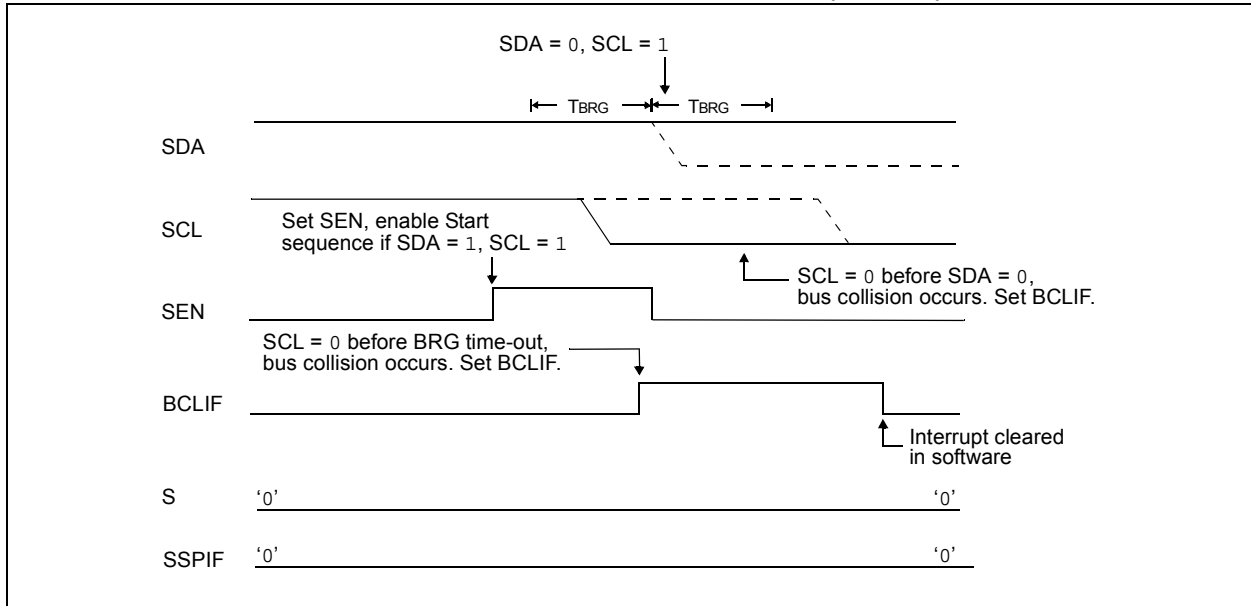 SDA = 0, SCL = 1
TBRG TBRG
SDA
SCL
Set SEN, enable Start
sequence if SDA = 1, SCL = 1
SCL = 0 before SDA = 0,
bus collision occurs. Set BCLIF.
SEN
SCL = 0 before BRG time-out,
bus collision occurs. Set BCLIF.
BCLIF
Interrupt cleared
in software
S ‘0’ ‘0’
SSPIF ‘0’ ‘0’